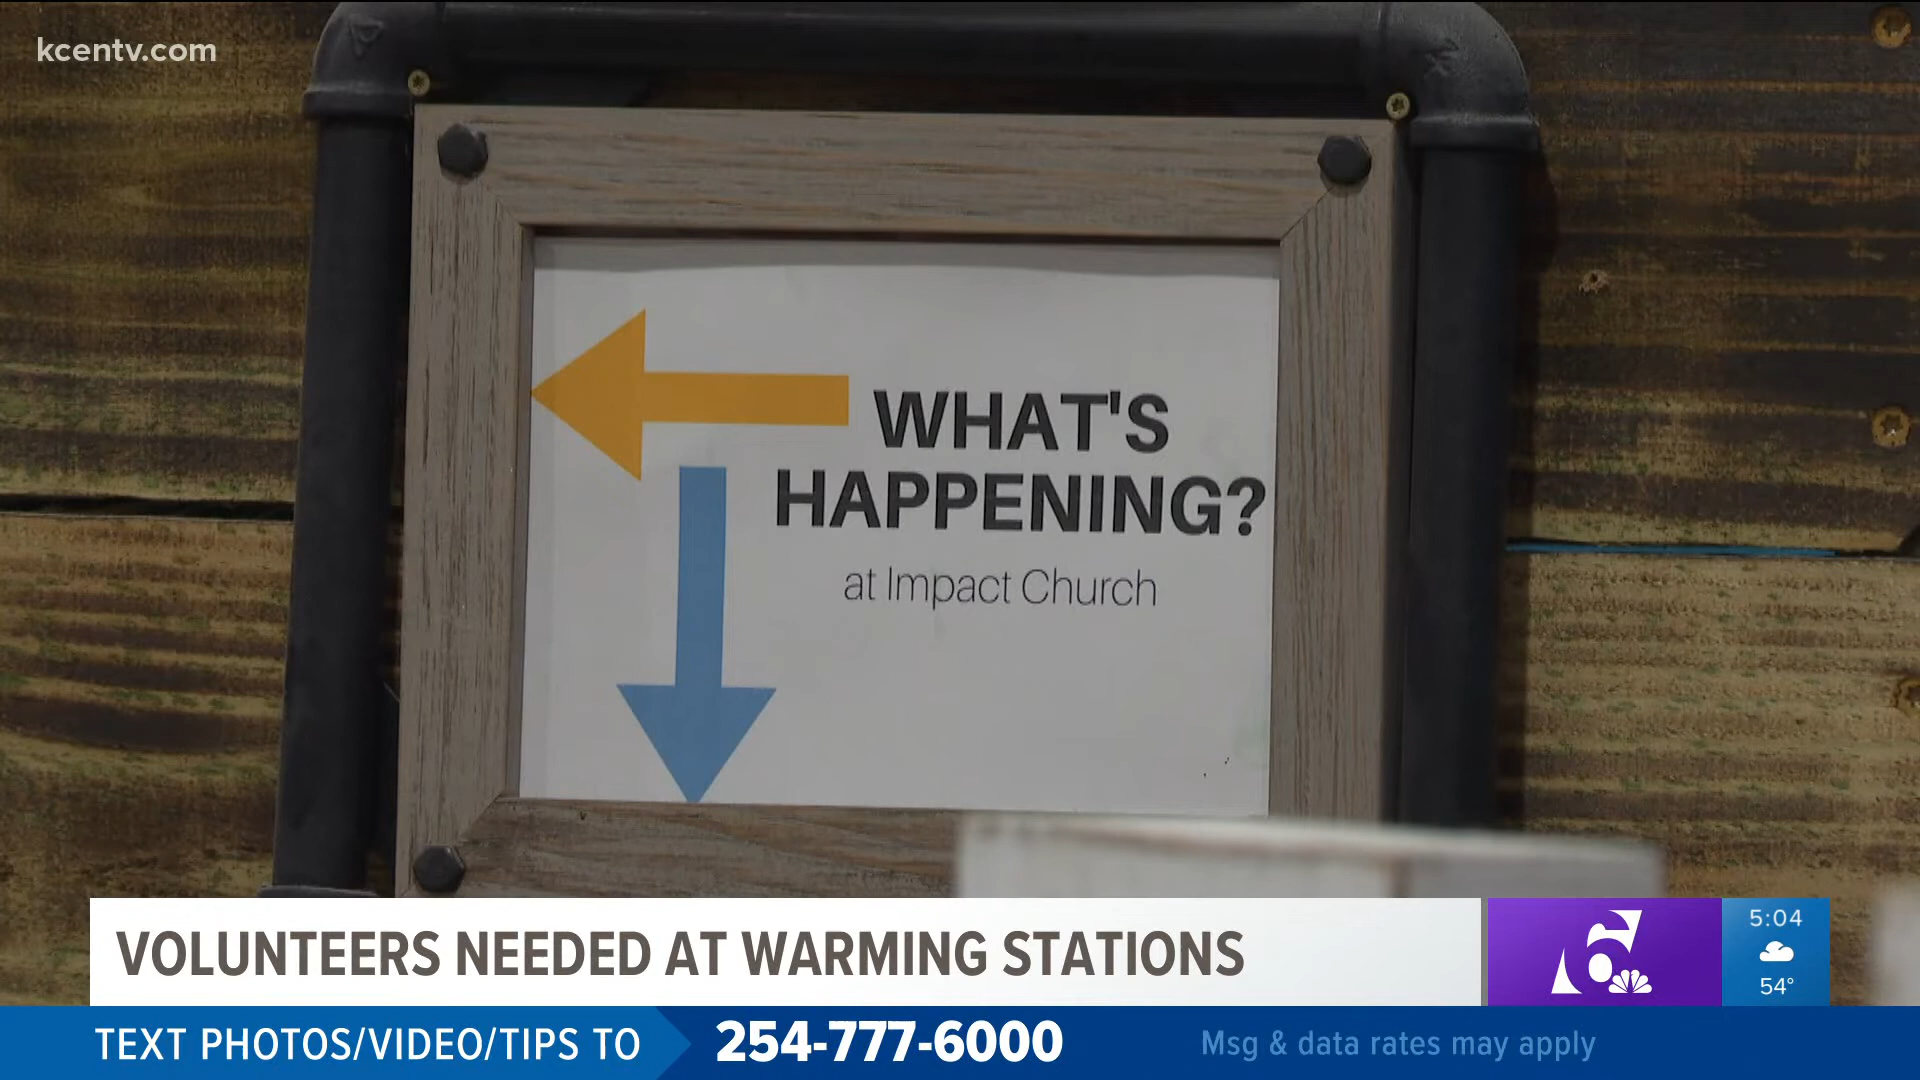 kcentv.com
WHAT'S
HAPPENING?
at Impact Church
VOLUNTEERS NEEDED AT WARMING STATIONS
6
5:04
54°
TEXT PHOTOS/VIDEO/TIPS TO 254-777-6000 Msg & data rates may apply